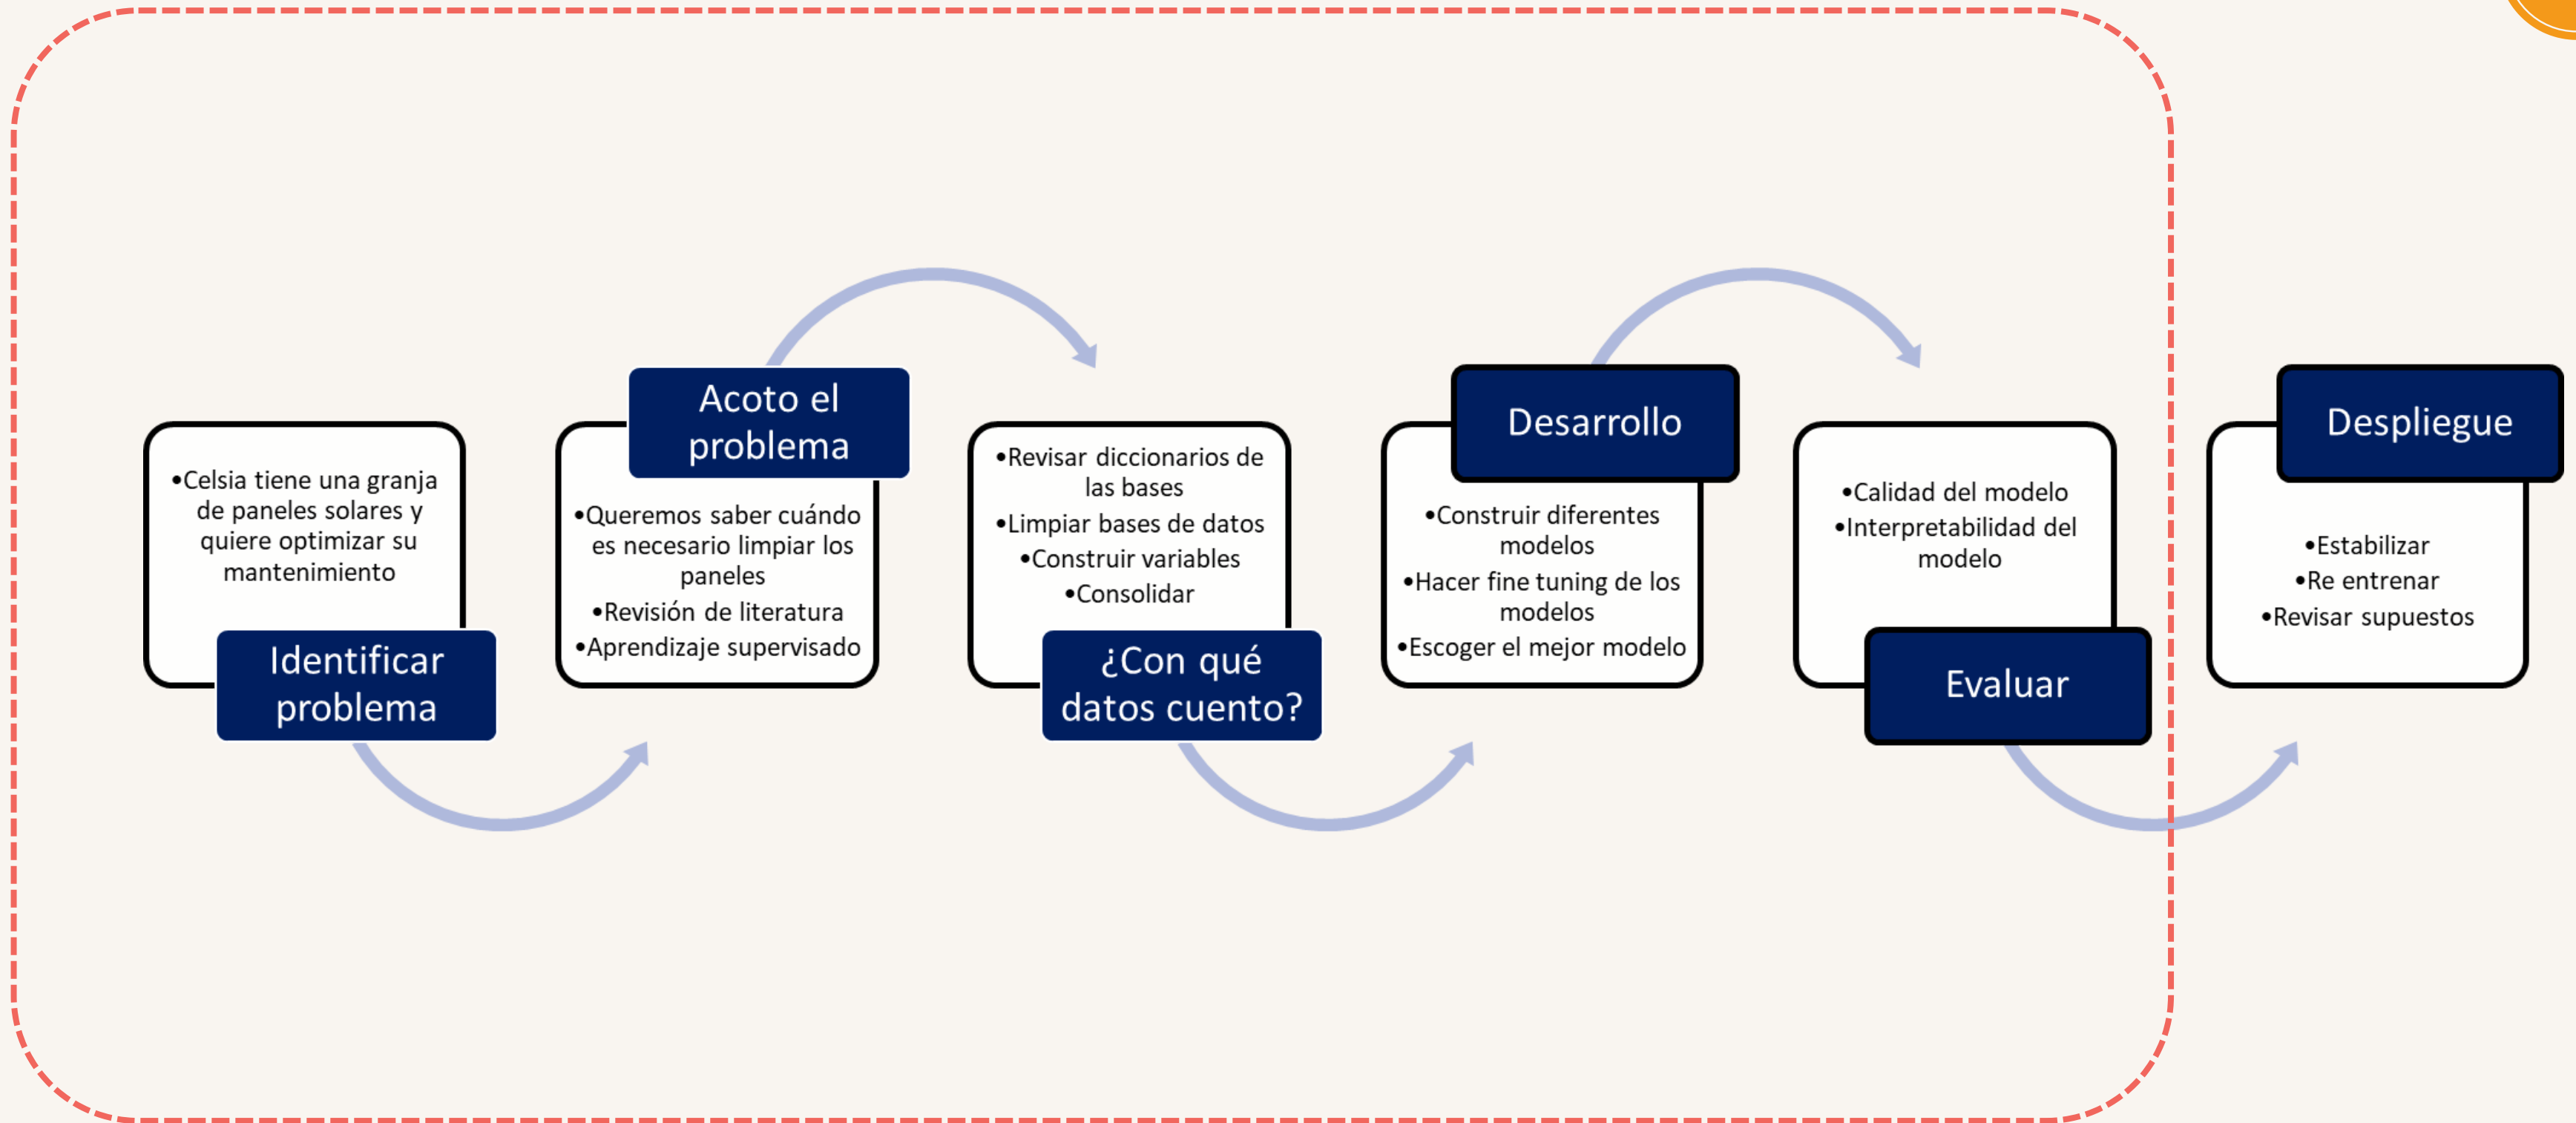 •Celsia tiene una granja
de paneles solares y
quiere optimizar su
mantenimiento
Identificar
problema
Acoto el
problema
•Queremos saber cuándo
es necesario limpiar los
paneles
•Revisión de literatura
•Aprendizaje supervisado
•Revisar diccionarios de
las bases
•Limpiar bases de datos
•Construir variables
•Consolidar
¿Con qué
datos cuento?
Desarrollo
•Construir diferentes
modelos
•Hacer fine tuning de los
modelos
•Escoger el mejor modelo
•Calidad del modelo
•Interpretabilidad del
modelo
Evaluar
Despliegue
•Estabilizar
•Re entrenar
•Revisar supuestos